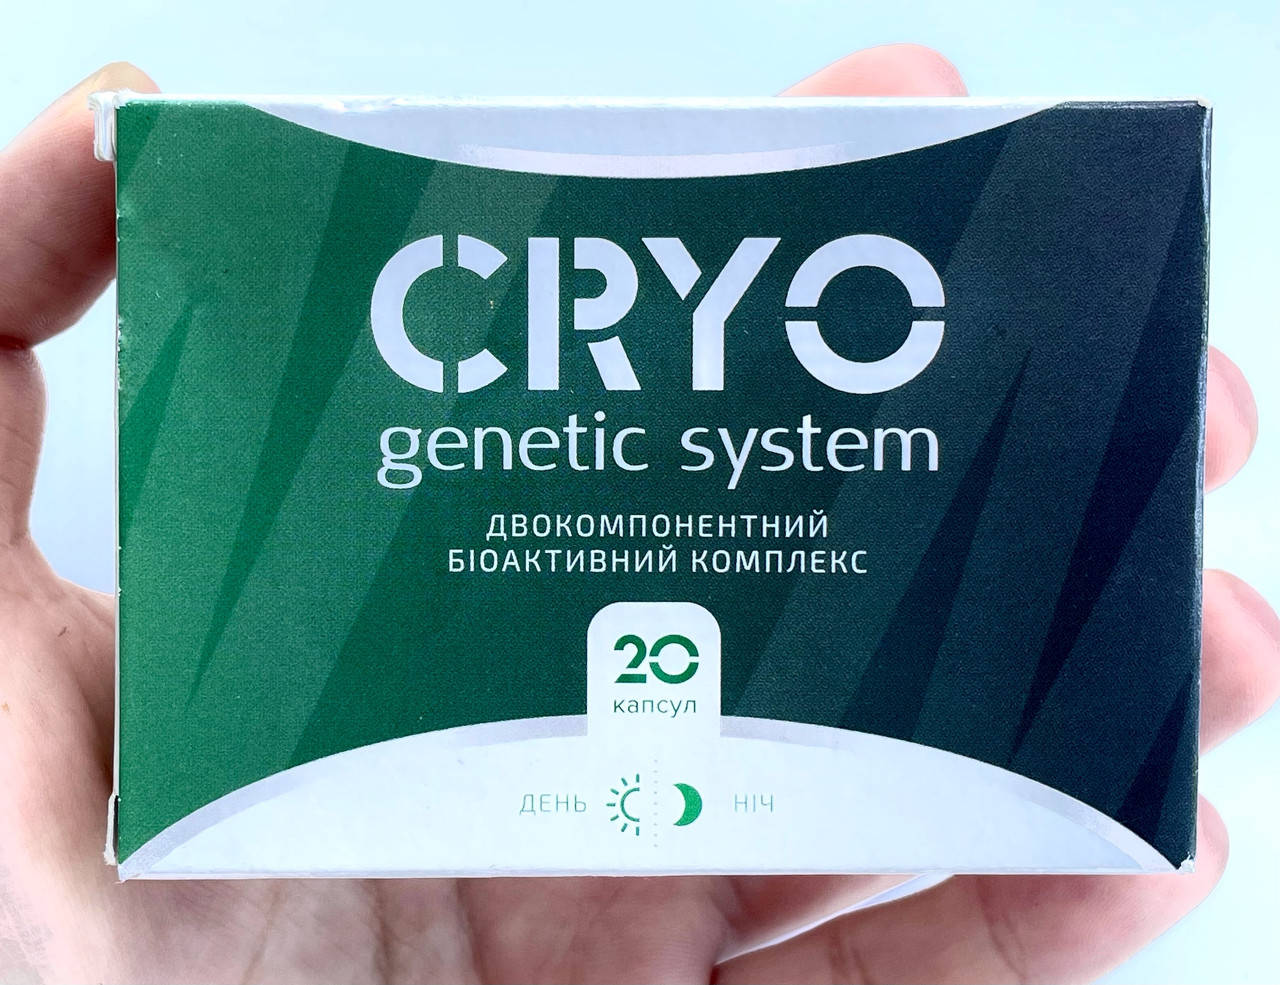 CRYO
genetic system
ДВОКОМПОНЕНТНИЙ
БІОАКТИВНИЙ КОМПЛЕКС
20
капсул
ДЕНЬ НІЧ